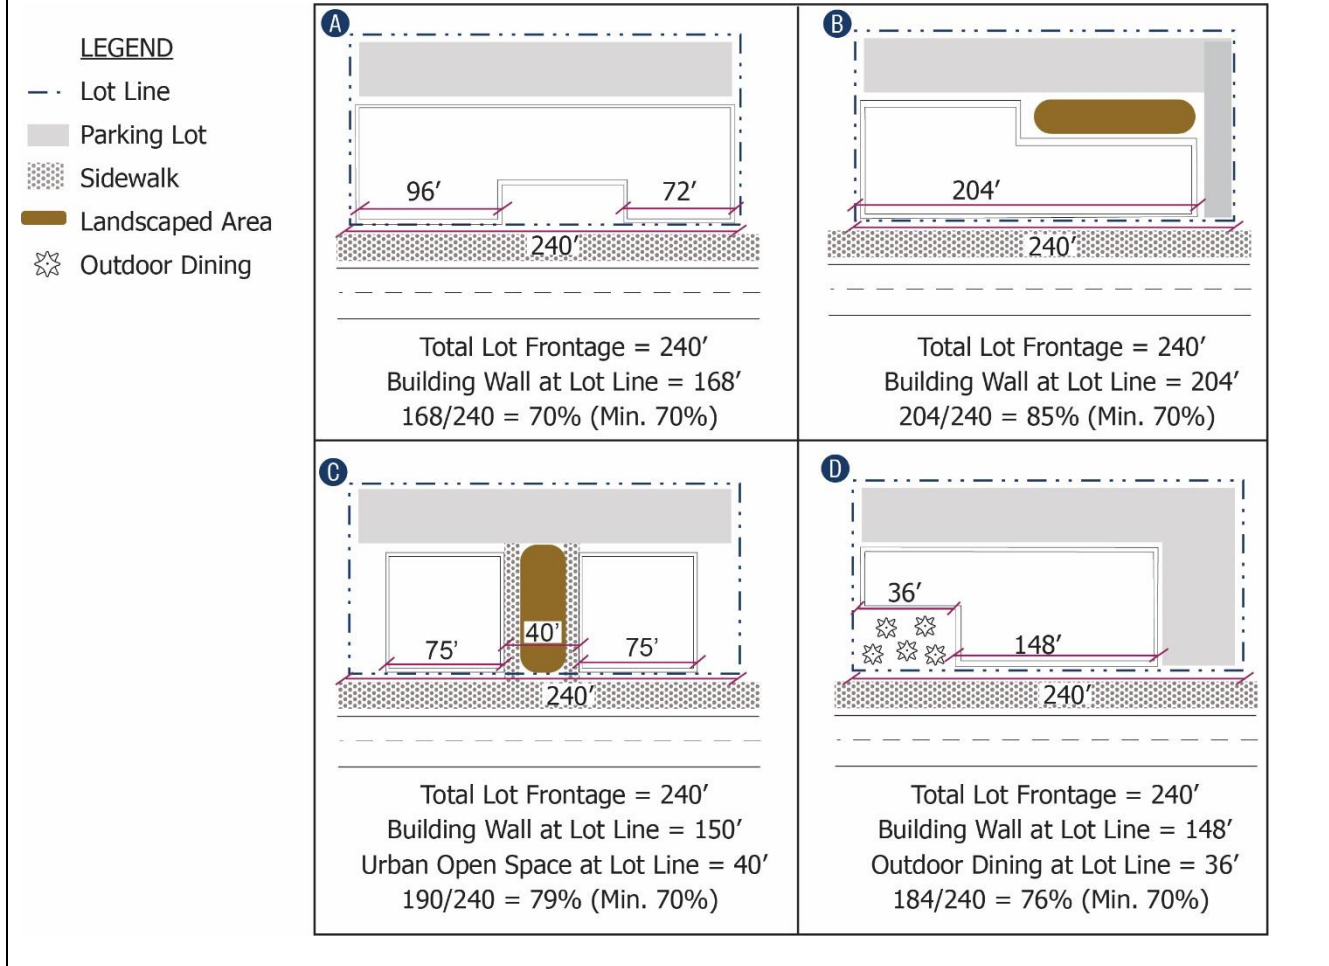 LEGEND
Lot Line
Parking Lot
Sidewalk
Landscaped Area
Outdoor Dining
A
96′ 72′
240′
Total Lot Frontage = 240′
Building Wall at Lot Line = 168′
168/240 = 70% (Min. 70%)
B
204′
240′
Total Lot Frontage = 240′
Building Wall at Lot Line = 204′
204/240 = 85% (Min. 70%)
C
75' 40' 75'
240′
Total Lot Frontage = 240′
Building Wall at Lot Line = 150′
Urban Open Space at Lot Line = 40′
190/240 = 79% (Min. 70%)
D
36′
148′
240′
Total Lot Frontage = 240′
Building Wall at Lot Line = 148′
Outdoor Dining at Lot Line = 36′
184/240 = 76% (Min. 70%)